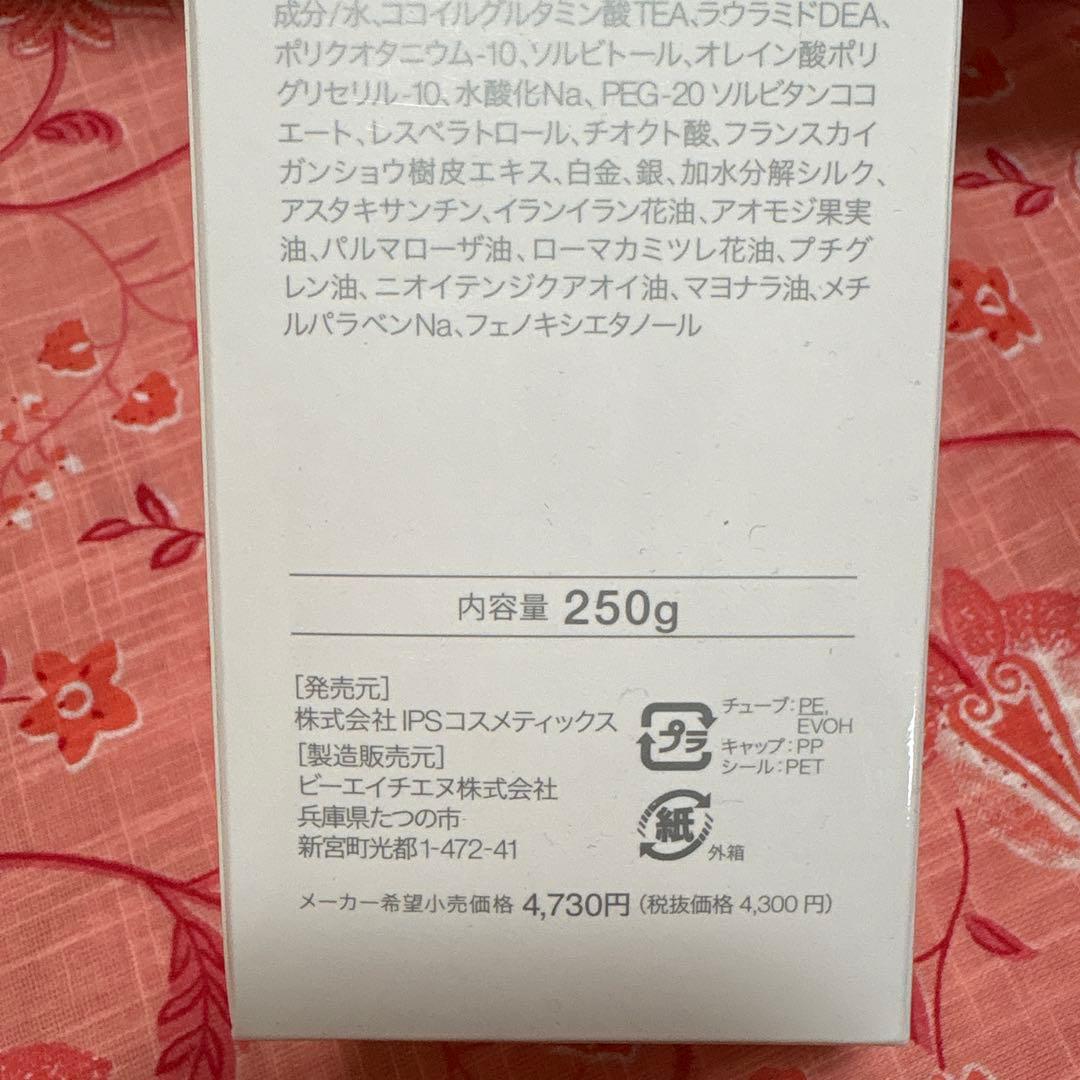 成分/水、ココイルグルタミン酸TEA、ラウラミドDEA、
ポリクオタニウム-10、ソルビトール、オレイン酸ポリ
グリセリル-10、水酸化Na、PEG-20 ソルビタンココ
エート、レスベラトロール、チオクト酸、フランスカイ
ガンショウ樹皮エキス、白金、銀、加水分解シルク、
アスタキサンチン、イランイラン花油、アオモジ果実
油、パルマローザ油、ローマカミツレ花油、プチグ
レン油、ニオイテンジクアオイ油、マヨナラ油、メチ
ルパラベンNa、フェノキシエタノール
内容量 250g
[発売元]
株式会社 IPSコスメティックス
[製造販売元]
ビーエイチエヌ株式会社
兵庫県たつの市
新宮町光都1-472-41
プラ
チューブ:PE,
EVOH
キャップ:PP
シール:PET
紙
外箱
メーカー希望小売価格 4,730円 (税抜価格 4,300 円)